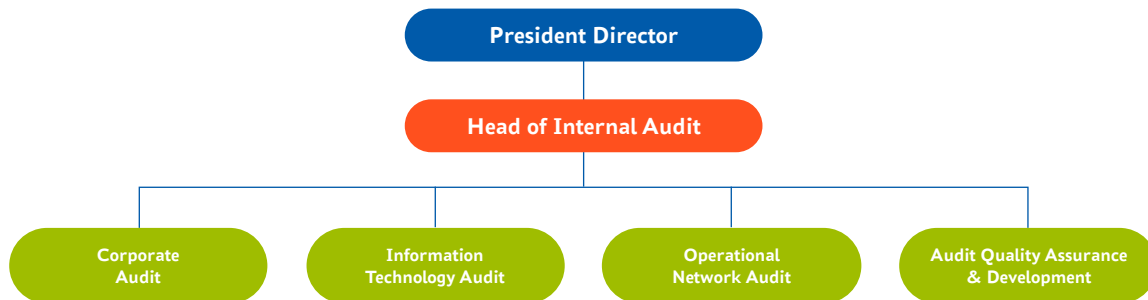 President Director
Head of Internal Audit
Corporate
Audit
Information
Technology Audit
Operational
Network Audit
Audit Quality Assurance
& Development